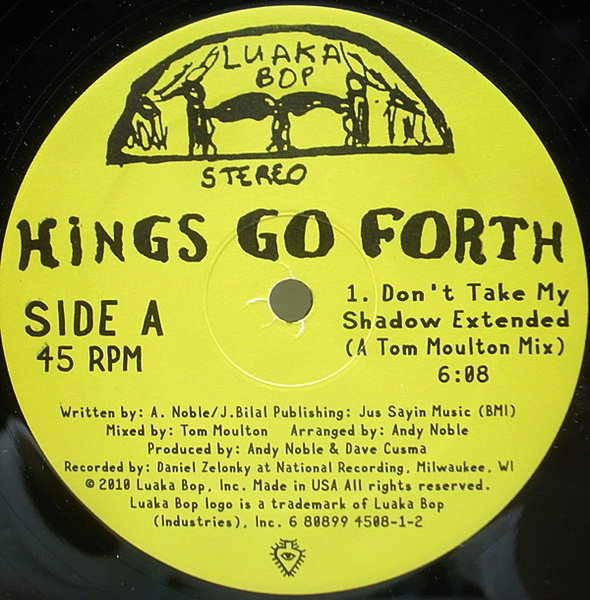 LUAKA
BOP
STEREO
KINGS GO FORTH
SIDE A
45 RPM
1. Don't Take My
Shadow Extended
(A Tom Moulton Mix)
6:08
Written by: A. Noble/J.Bilal Publishing: Jus Sayin Music (BMI)
Mixed by: Tom Moulton Arranged by: Andy Noble
Produced by: Andy Noble & Dave Cusma
Recorded by: Daniel Zelonky at National Recording, Milwaukee, WI
© 2010 Luaka Bop, Inc. Made in USA All rights reserved.
Luaka Bop logo is a trademark of Luaka Bop
(Industries), Inc. 6 80899 4508-1-2